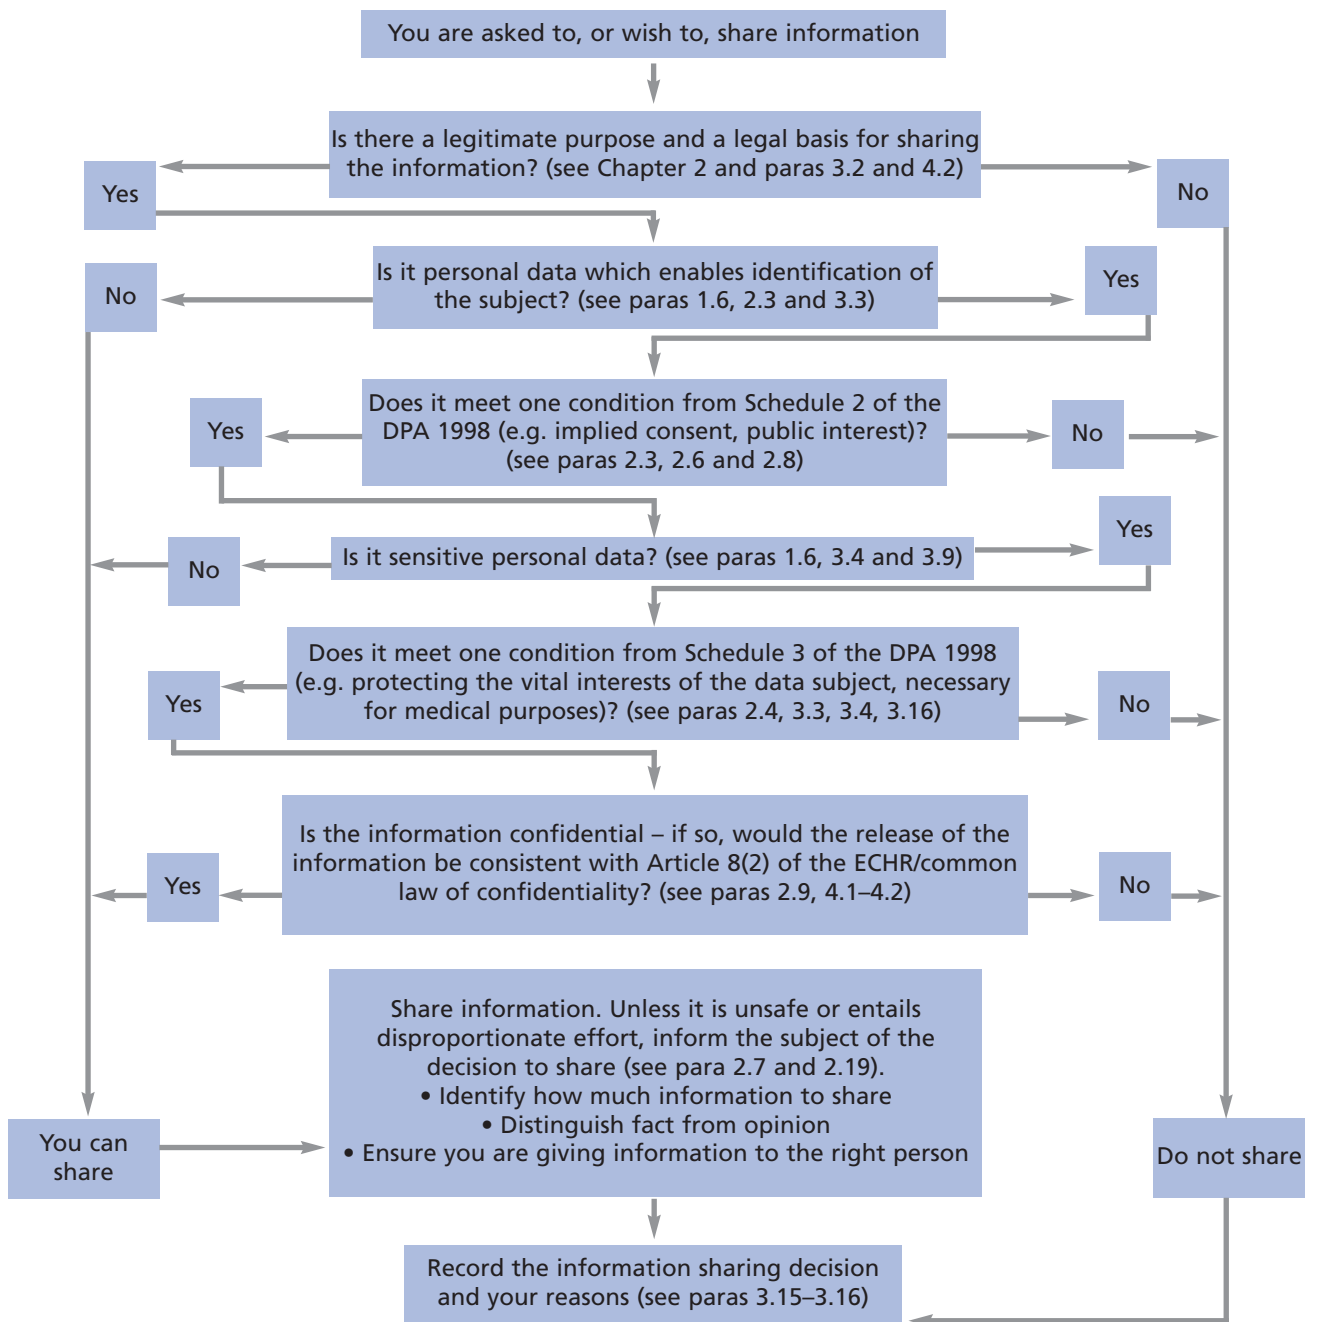 You are asked to, or wish to, share information
Is there a legitimate purpose and a legal basis for sharing
the information? (see Chapter 2 and paras 3.2 and 4.2)
Yes
No
Is it personal data which enables identification of
the subject? (see paras 1.6, 2.3 and 3.3)
No
Yes
Does it meet one condition from Schedule 2 of the
DPA 1998 (e.g. implied consent, public interest)?
(see paras 2.3, 2.6 and 2.8)
Yes
No
Is it sensitive personal data? (see paras 1.6, 3.4 and 3.9)
No
Yes
Does it meet one condition from Schedule 3 of the DPA 1998
(e.g. protecting the vital interests of the data subject, necessary
for medical purposes)? (see paras 2.4, 3.3, 3.4, 3.16)
Yes
No
Is the information confidential – if so, would the release of the
information be consistent with Article 8(2) of the ECHR/common
law of confidentiality? (see paras 2.9, 4.1–4.2)
Yes
No
Share information. Unless it is unsafe or entails
disproportionate effort, inform the subject of the
decision to share (see para 2.7 and 2.19).
• Identify how much information to share
• Distinguish fact from opinion
• Ensure you are giving information to the right person
You can
share
Do not share
Record the information sharing decision
and your reasons (see paras 3.15–3.16)